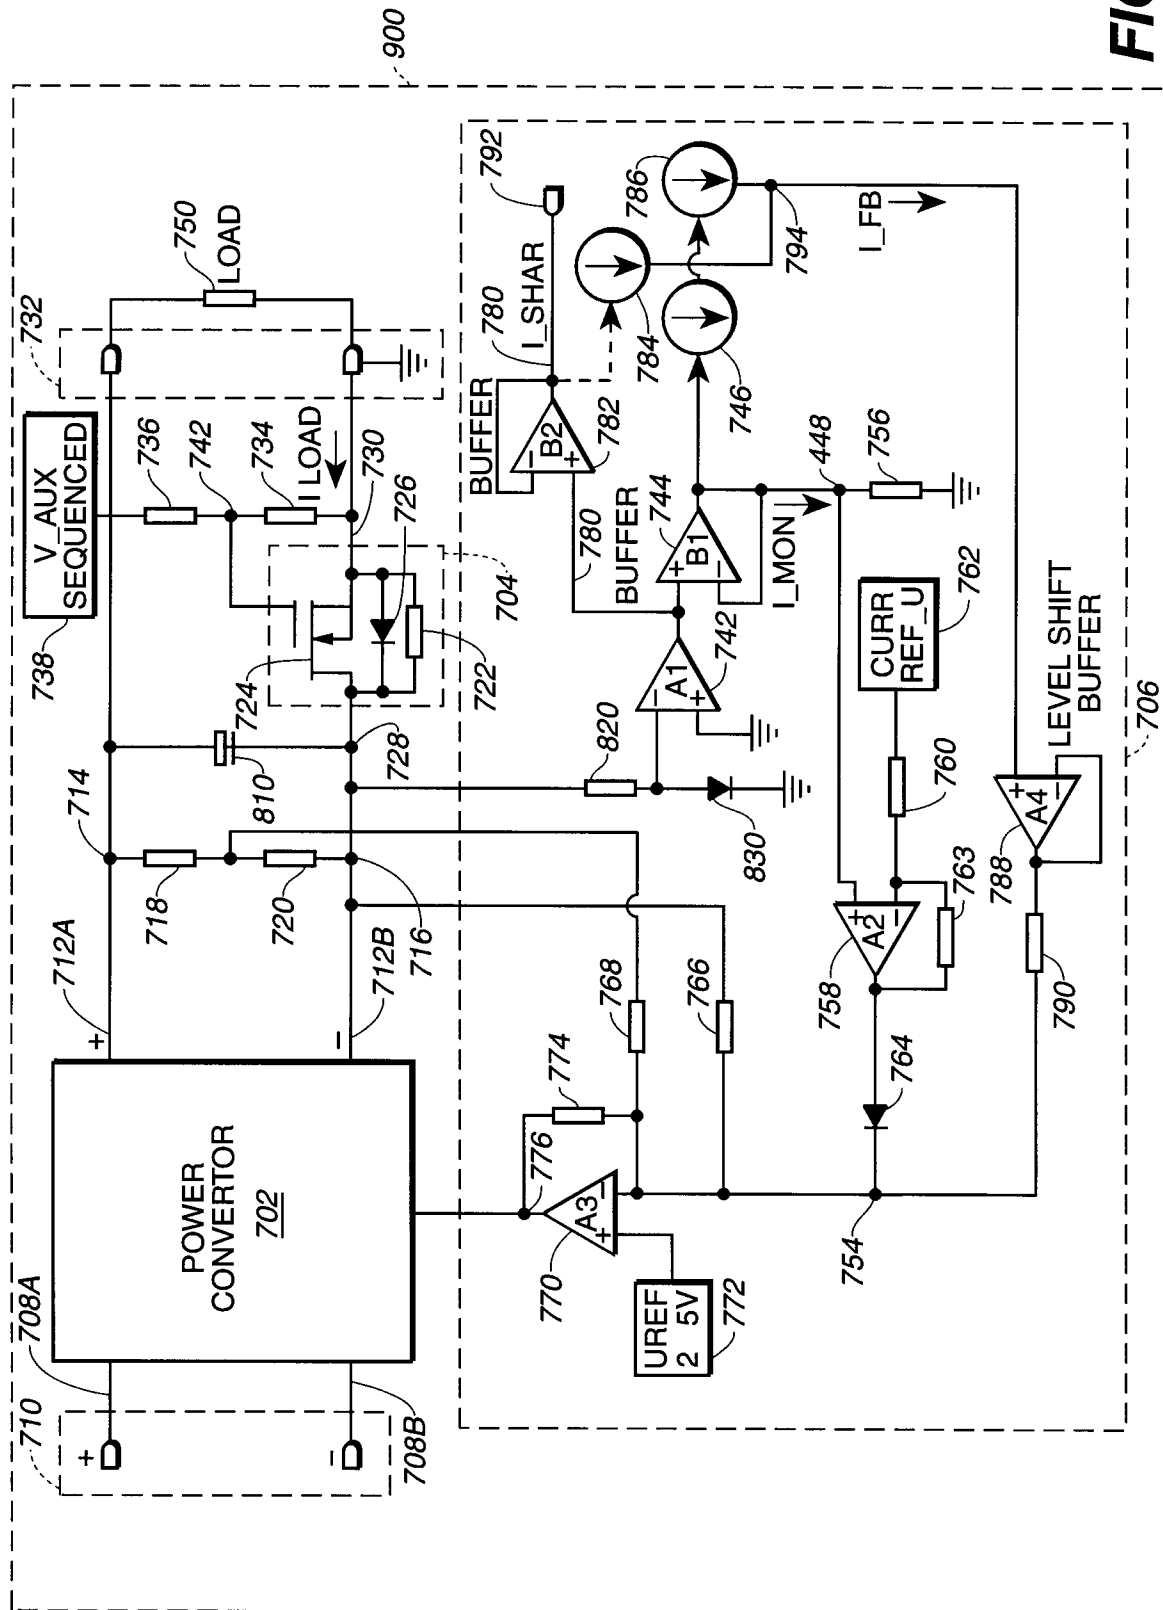 FIG
900
732
750
LOAD
V_AUX
SEQUENCED
738
736
742
734
I LOAD
730
726
704
722
724
728
810
714
718
720
716
712A
712B
+
−
POWER
CONVERTOR
702
708A
708B
710
+
−
792
780
I_SHAR
BUFFER
B2
−
+
782
784
786
794
I_FB
746
780
BUFFER
744
B1
+
−
I_MON
448
756
A1
−
+
742
820
830
CURR
REF_U
762
760
763
A2
+
−
758
764
LEVEL SHIFT
BUFFER
A4
+
−
788
790
706
768
766
774
776
A3
−
+
770
UREF
2 5V
772
754